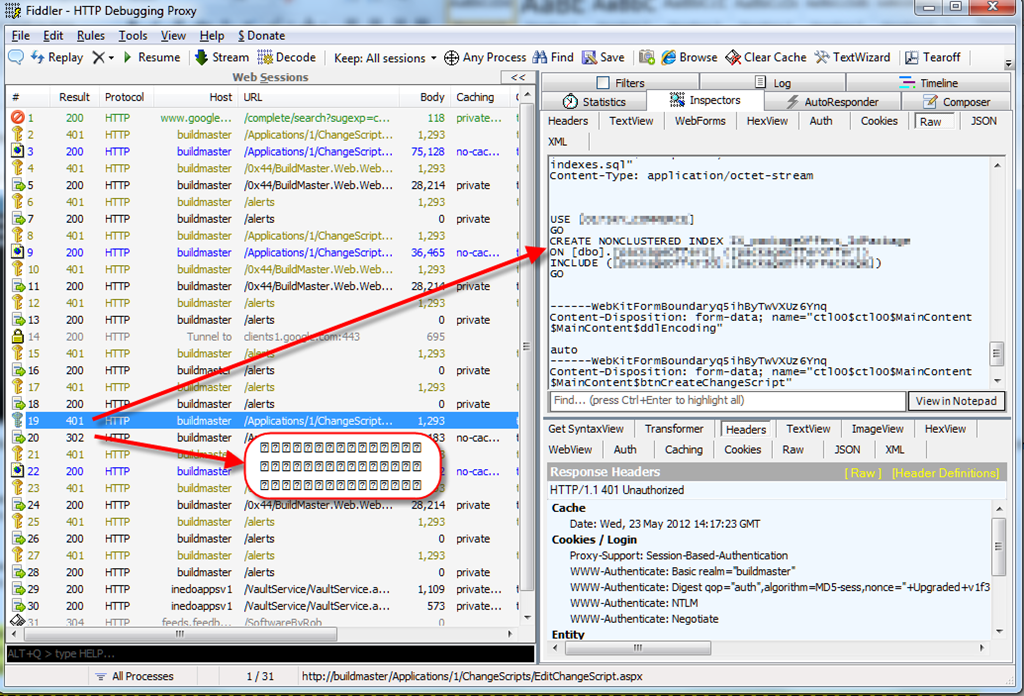 Fiddler - HTTP Debugging Proxy
File Edit Rules Tools View Help $ Donate
Replay Resume Stream Decode Keep: All sessions Any Process Find Save Browse Clear Cache TextWizard Tearoff
Web Sessions <<
# Result Protocol Host URL Body Caching
1 200 HTTP www.google... /complete/search?sugexp=c... 118 private...
2 401 HTTP buildmaster /Applications/1/ChangeScript... 1,293
3 200 HTTP buildmaster /Applications/1/ChangeScript... 75,128 no-cac...
4 401 HTTP buildmaster /0x44/BuildMaster.Web.Web... 1,293
5 200 HTTP buildmaster /0x44/BuildMaster.Web.Web... 28,214 private
6 401 HTTP buildmaster /alerts 1,293
7 200 HTTP buildmaster /alerts 0 private
8 401 HTTP buildmaster /Applications/1/ChangeScript... 1,293
9 200 HTTP buildmaster /Applications/1/ChangeScript... 36,465 no-cac...
10 401 HTTP buildmaster /0x44/BuildMaster.Web.Web... 1,293
11 200 HTTP buildmaster /0x44/BuildMaster.Web.Web... 28,214 private
12 401 HTTP buildmaster /alerts 1,293
13 200 HTTP buildmaster /alerts 0 private
14 200 HTTP Tunnel to clients1.google.com:443 695
15 401 HTTP buildmaster /alerts 1,293
16 200 HTTP buildmaster /alerts 0 private
17 401 HTTP buildmaster /alerts 1,293
18 200 HTTP buildmaster /alerts 0 private
19 401 HTTP buildmaster /Applications/1/ChangeScript... 1,293
20 302 HTTP buildmaster no-cac...
21 401 HTTP buildmaster
22 200 HTTP buildmaster no-cac...
23 401 HTTP buildmaster
24 200 HTTP buildmaster /0x44/BuildMaster.Web.Web... 28,214 private
25 401 HTTP buildmaster /alerts 1,293
26 200 HTTP buildmaster /alerts 0 private
27 401 HTTP buildmaster /alerts 1,293
28 200 HTTP buildmaster /alerts 0 private
29 200 HTTP inedoappsv1 /VaultService/VaultService.a... 1,109 private...
30 200 HTTP inedoappsv1 /VaultService/VaultService.a... 573 private...
31 304 HTTP feeds.feedb... /SoftwareByRob 0
ALT+Q > type HELP...
All Processes 1 / 31 http://buildmaster/Applications/1/ChangeScripts/EditChangeScript.aspx
Filters Log Timeline
Statistics Inspectors AutoResponder Composer
Headers TextView WebForms HexView Auth Cookies Raw JSON
XML
indexes.sql"
Content-Type: application/octet-stream
USE [
]
GO
CREATE NONCLUSTERED INDEX
ON [dbo].
INCLUDE (
)
GO
------WebKitFormBoundaryq5ihByTwVXUz6Ynq
Content-Disposition: form-data; name="ctl00$ctl00$MainContent
$MainContent$ddlEncoding"
auto
------WebKitFormBoundaryq5ihByTwVXUz6Ynq
Content-Disposition: form-data; name="ctl00$ctl00$MainContent
$MainContent$btnCreateChangeScript"
Find... (press Ctrl+Enter to highlight all) View in Notepad
Get SyntaxView Transformer Headers TextView ImageView HexView
WebView Auth Caching Cookies Raw JSON XML
Response Headers [ Raw ] [Header Definitions]
HTTP/1.1 401 Unauthorized
Cache
Date: Wed, 23 May 2012 14:17:23 GMT
Cookies / Login
Proxy-Support: Session-Based-Authentication
WWW-Authenticate: Basic realm="buildmaster"
WWW-Authenticate: Digest qop="auth",algorithm=MD5-sess,nonce="+Upgraded+v1f3
WWW-Authenticate: NTLM
WWW-Authenticate: Negotiate
Entity